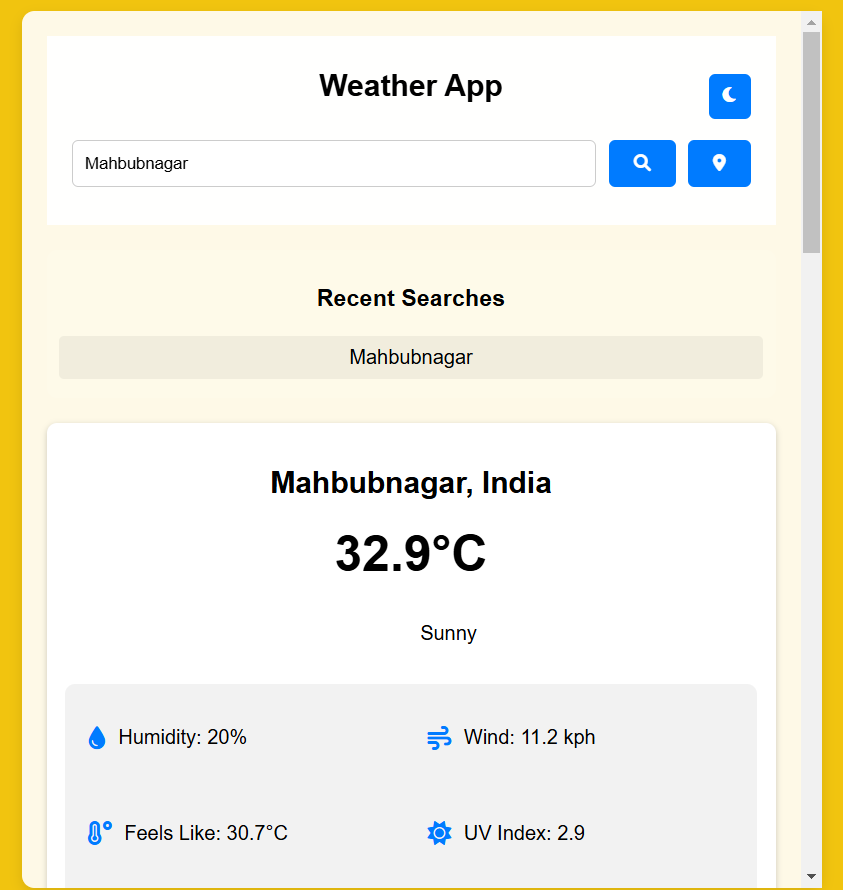 Weather App
Mahbubnagar
Recent Searches
Mahbubnagar
Mahbubnagar, India
32.9°C
Sunny
Humidity: 20%
Wind: 11.2 kph
Feels Like: 30.7°C
UV Index: 2.9